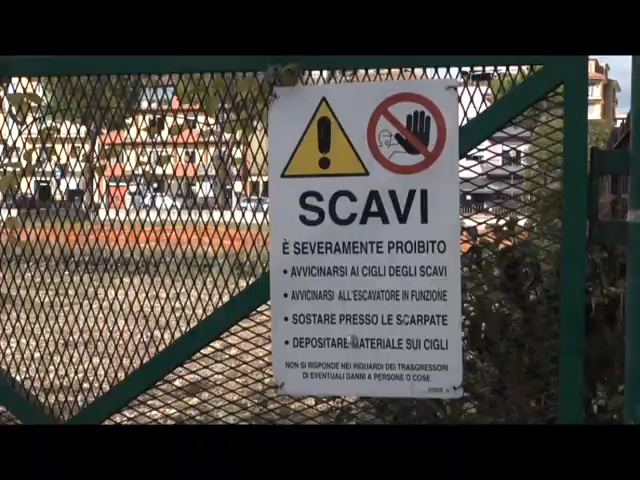 SCAVI
È SEVERAMENTE PROIBITO
• AVVICINARSI AI CIGLI DEGLI SCAVI
• AVVICINARSI ALL'ESCAVATORE IN FUNZIONE
• SOSTARE PRESSO LE SCARPATE
• DEPOSITARE MATERIALE SUI CIGLI
NON SI RISPONDE NEI RIGUARDI DEI TRASGRESSORI
DI EVENTUALI DANNI A PERSONE O COSE